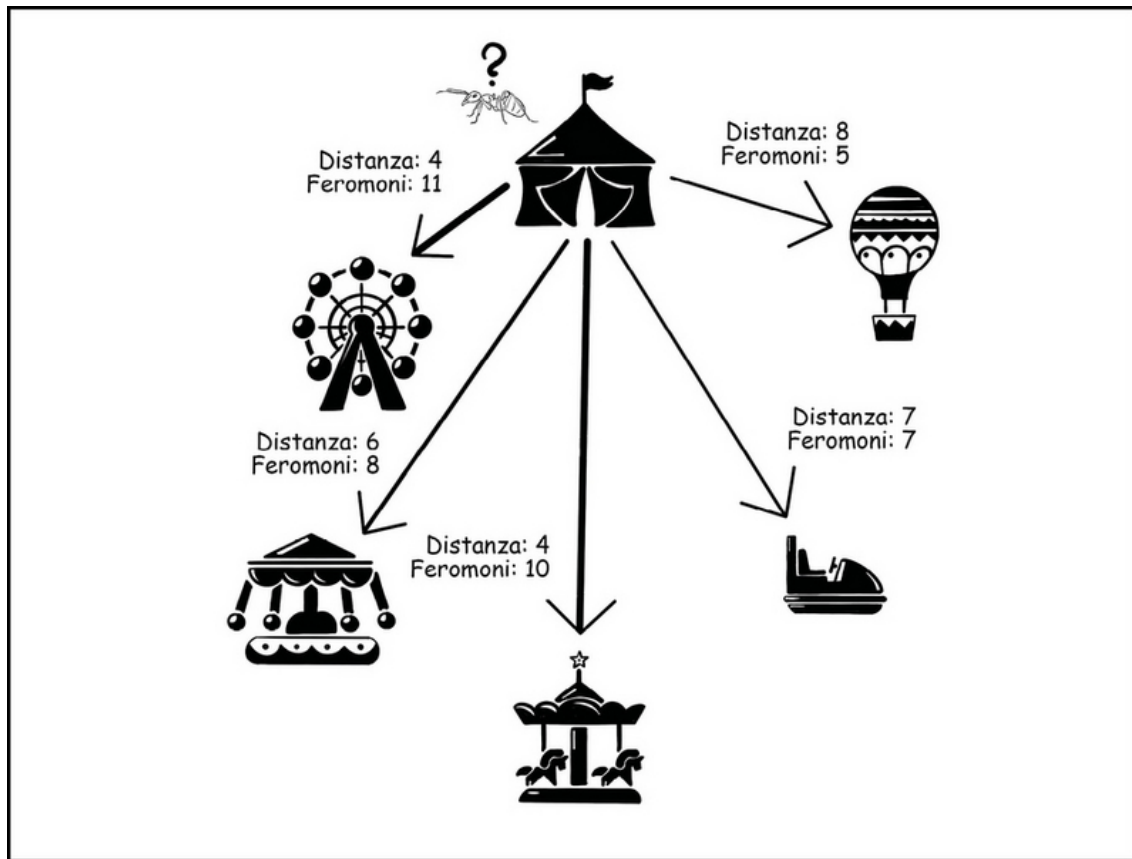 ?
Distanza: 8
Feromoni: 5
Distanza: 4
Feromoni: 11
Distanza: 7
Feromoni: 7
Distanza: 6
Feromoni: 8
Distanza: 4
Feromoni: 10